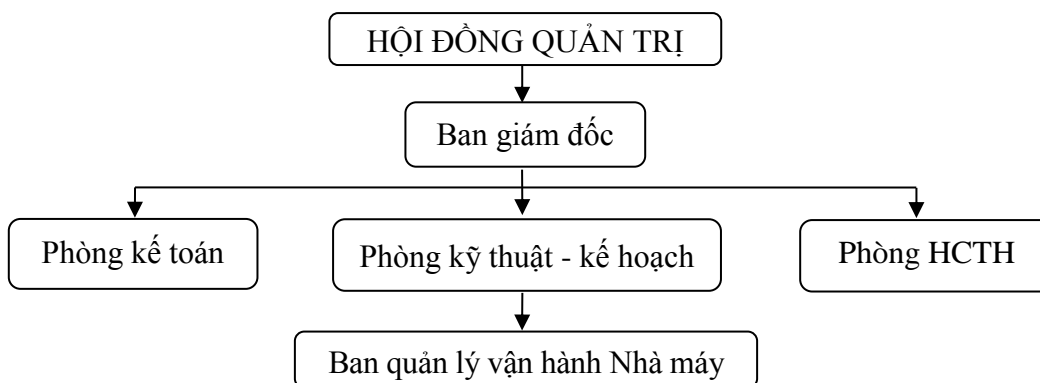 HỘI ĐỒNG QUẢN TRỊ
Ban giám đốc
Phòng kế toán
Phòng kỹ thuật - kế hoạch
Phòng HCTH
Ban quản lý vận hành Nhà máy